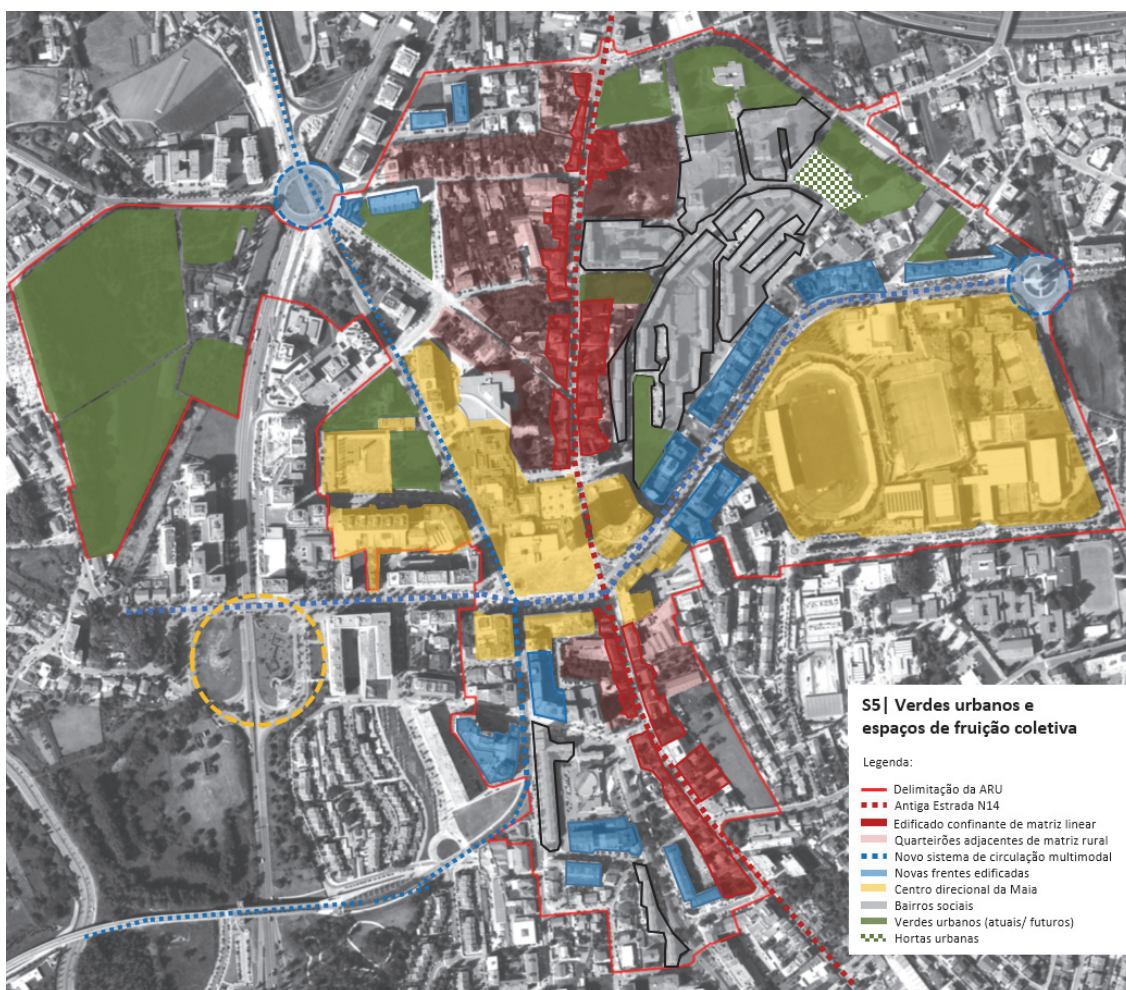 S5| Verdes urbanos e
espaços de fruição coletiva
Legenda:
Delimitação da ARU
Antiga Estrada N14
Edificado confinante de matriz linear
Quarteirões adjacentes de matriz rural
Novo sistema de circulação multimodal
Novas frentes edificadas
Centro direcional da Maia
Bairros sociais
Verdes urbanos (atuais/ futuros)
Hortas urbanas